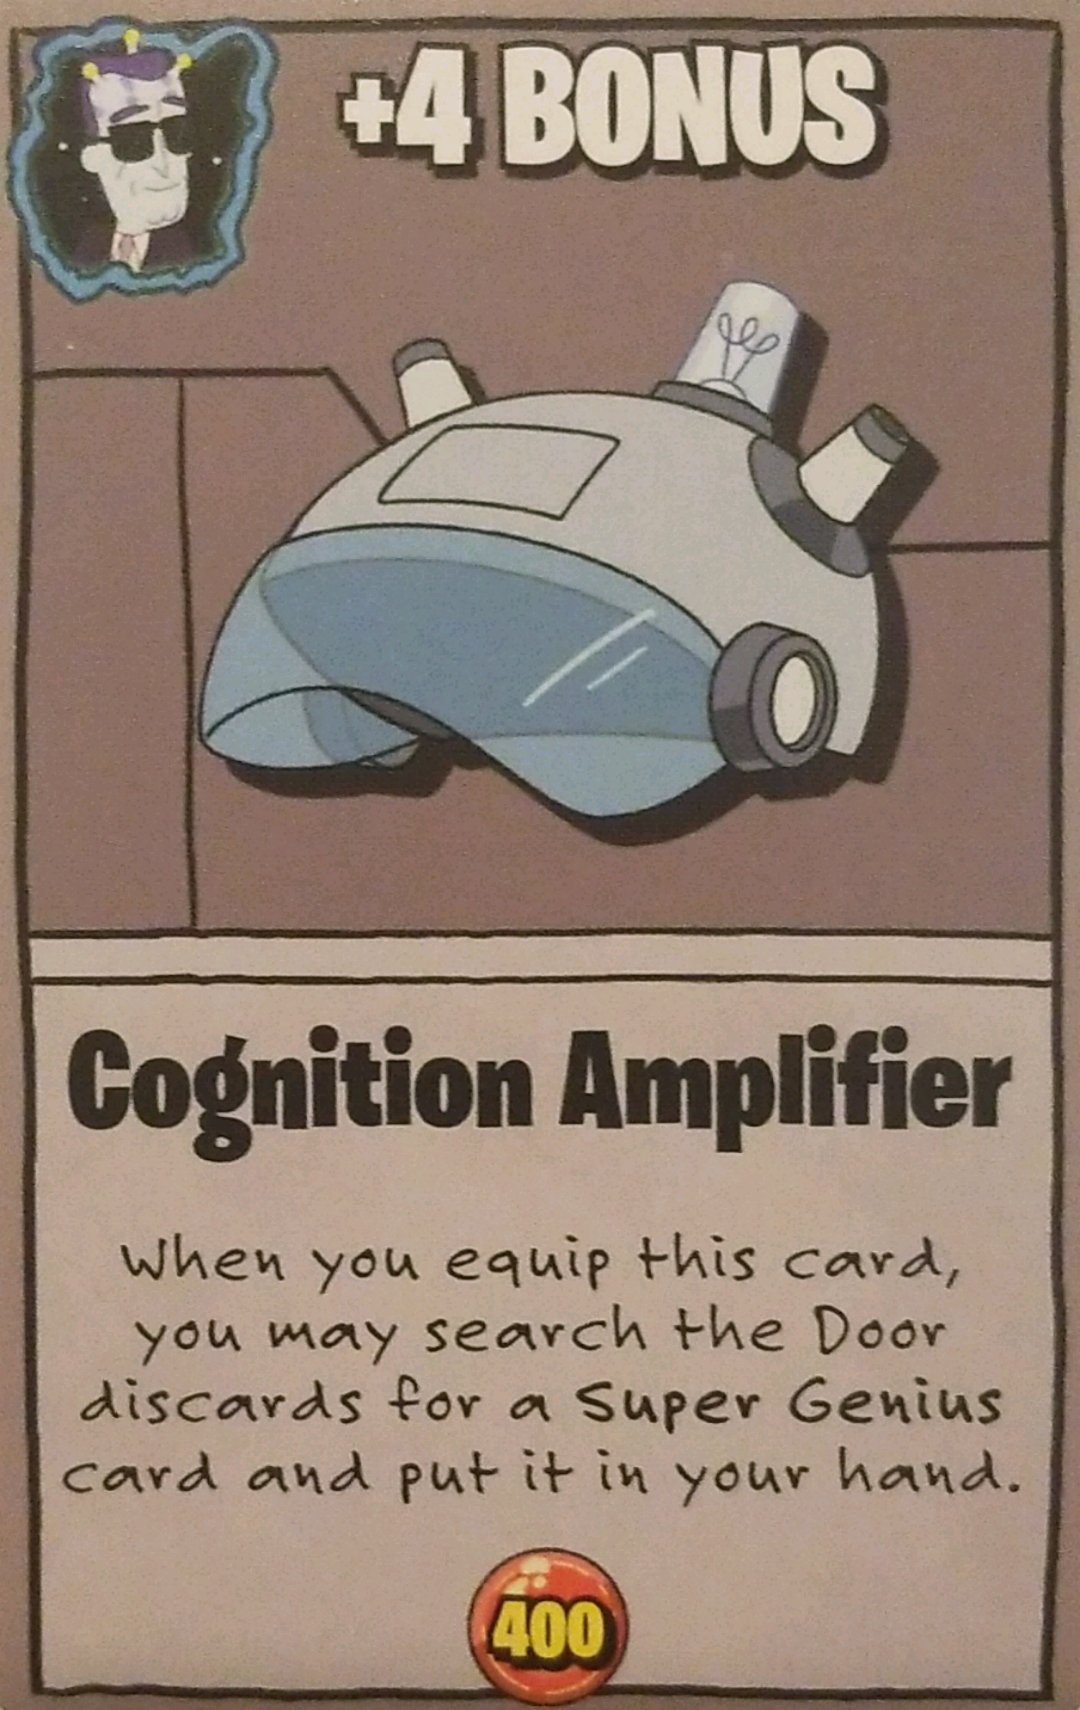 +4 BONUS
Cognition Amplifier
When you equip this card,
you may search the Door
discards for a Super Genius
card and put it in your hand.
400